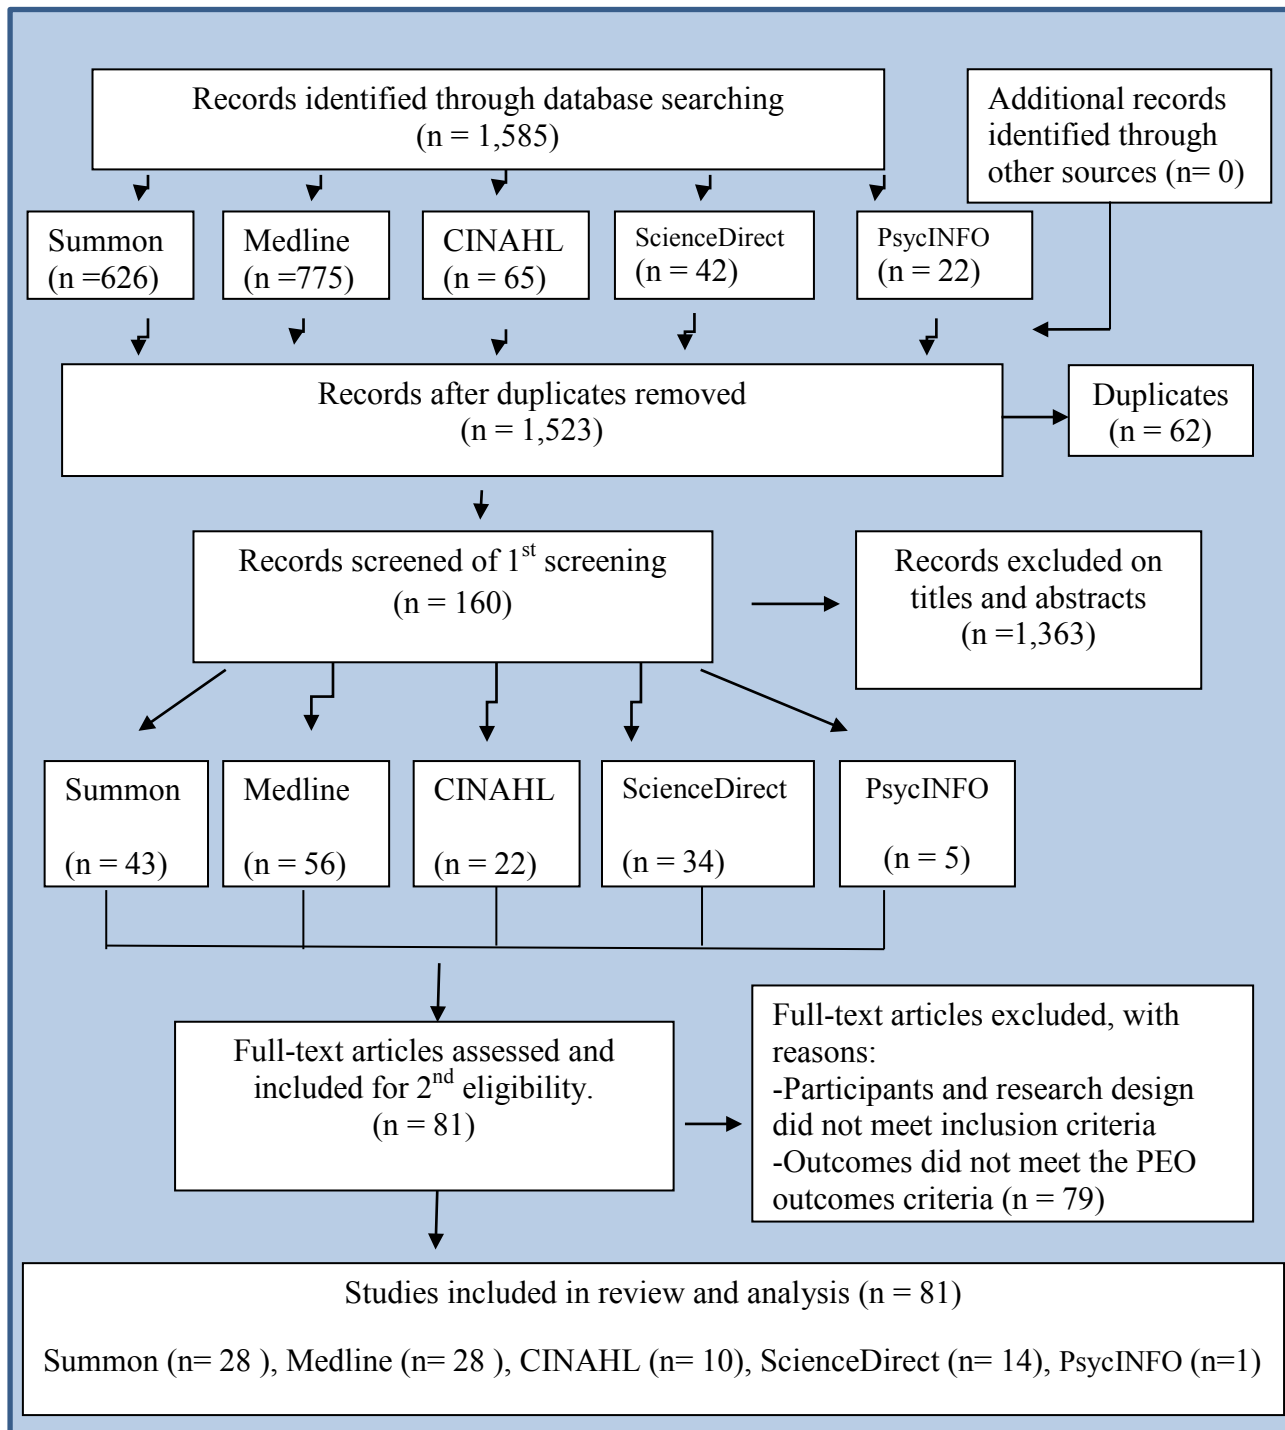 Records identified through database searching
(n = 1,585)
Additional records
identified through
other sources (n= 0)
Summon
(n =626)
Medline
(n =775)
CINAHL
(n = 65)
ScienceDirect
(n = 42)
PsycINFO
(n = 22)
Records after duplicates removed
(n = 1,523)
Duplicates
(n = 62)
Records screened of 1st screening
(n = 160)
Records excluded on
titles and abstracts
(n =1,363)
Summon
(n = 43)
Medline
(n = 56)
CINAHL
(n = 22)
ScienceDirect
(n = 34)
PsycINFO
(n = 5)
Full-text articles assessed and
included for 2nd eligibility.
(n = 81)
Full-text articles excluded, with
reasons:
-Participants and research design
did not meet inclusion criteria
-Outcomes did not meet the PEO
outcomes criteria (n = 79)
Studies included in review and analysis (n = 81)
Summon (n= 28 ), Medline (n= 28 ), CINAHL (n= 10), ScienceDirect (n= 14), PsycINFO (n=1)